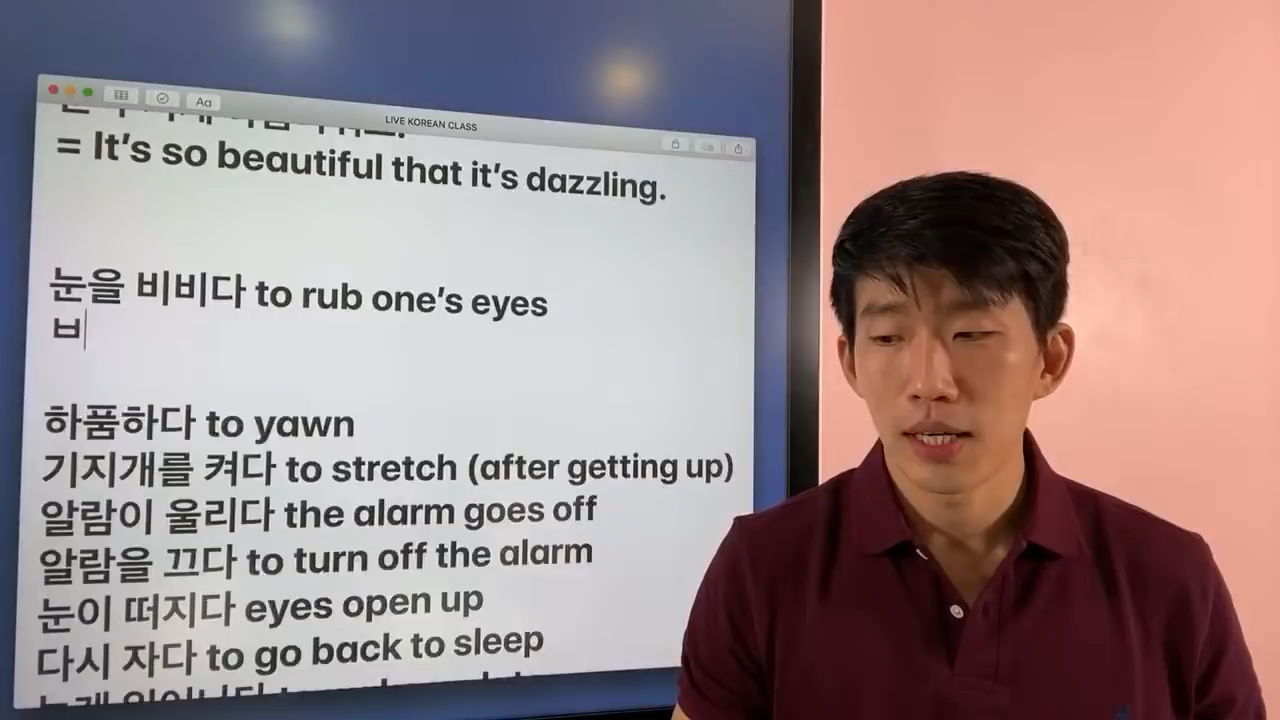 Aa
LIVE KOREAN CLASS
= It's so beautiful that it's dazzling.
눈을 비비다 to rub one's eyes
비
하품하다 to yawn
기지개를 켜다 to stretch (after getting up)
알람이 울리다 the alarm goes off
알람을 끄다 to turn off the alarm
눈이 떠지다 eyes open up
다시 자다 to go back to sleep